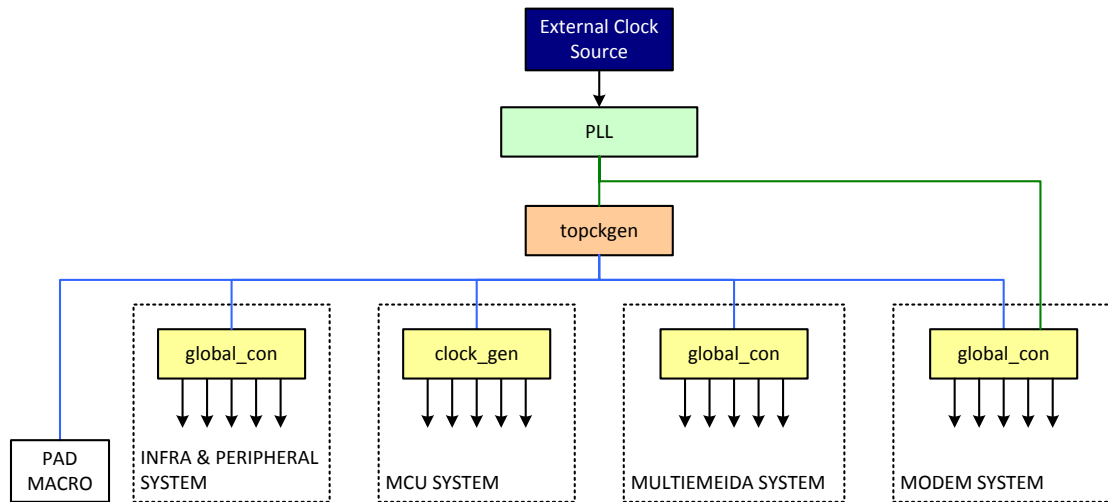 External Clock
Source
PLL
topckgen
global_con
clock_gen
global_con
global_con
PAD
MACRO
INFRA & PERIPHERAL
SYSTEM
MCU SYSTEM
MULTIEMEIDA SYSTEM
MODEM SYSTEM